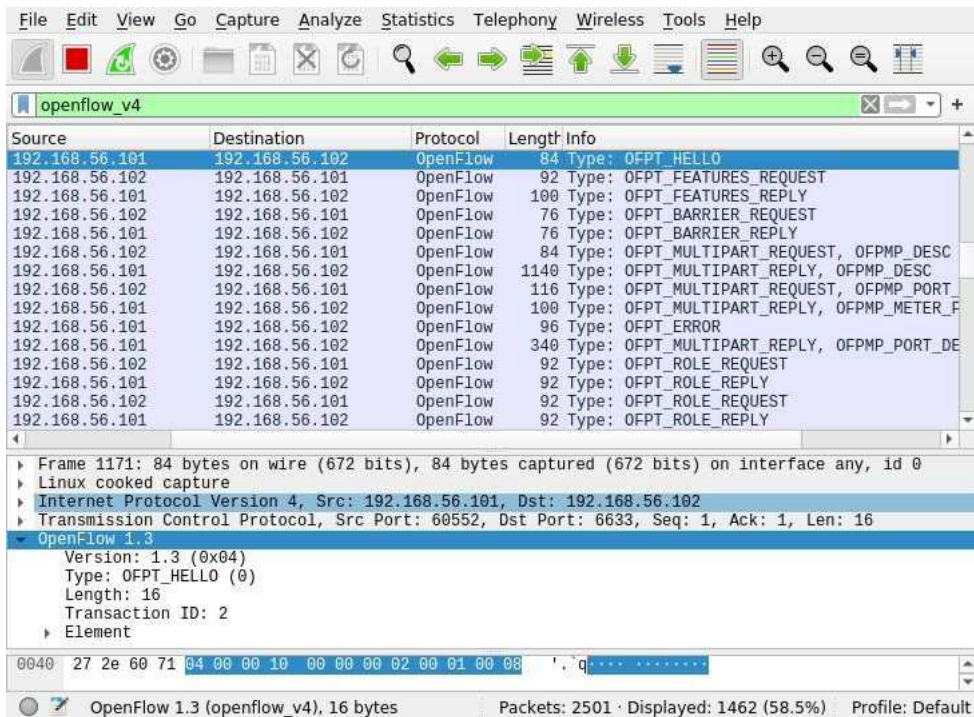 File Edit View Go Capture Analyze Statistics Telephony Wireless Tools Help
openflow_v4
Source Destination Protocol Length Info
192.168.56.101 192.168.56.102 OpenFlow 84 Type: OFPT_HELLO
192.168.56.102 192.168.56.101 OpenFlow 92 Type: OFPT_FEATURES_REQUEST
192.168.56.101 192.168.56.102 OpenFlow 100 Type: OFPT_FEATURES_REPLY
192.168.56.102 192.168.56.101 OpenFlow 76 Type: OFPT_BARRIER_REQUEST
192.168.56.101 192.168.56.102 OpenFlow 76 Type: OFPT_BARRIER_REPLY
192.168.56.102 192.168.56.101 OpenFlow 84 Type: OFPT_MULTIPART_REQUEST, OFPMP_DESC
192.168.56.101 192.168.56.102 OpenFlow 1140 Type: OFPT_MULTIPART_REPLY, OFPMP_DESC
192.168.56.102 192.168.56.101 OpenFlow 116 Type: OFPT_MULTIPART_REQUEST, OFPMP_PORT_
192.168.56.101 192.168.56.102 OpenFlow 100 Type: OFPT_MULTIPART_REPLY, OFPMP_METER_F
192.168.56.101 192.168.56.102 OpenFlow 96 Type: OFPT_ERROR
192.168.56.101 192.168.56.102 OpenFlow 340 Type: OFPT_MULTIPART_REPLY, OFPMP_PORT_DE
192.168.56.102 192.168.56.101 OpenFlow 92 Type: OFPT_ROLE_REQUEST
192.168.56.101 192.168.56.102 OpenFlow 92 Type: OFPT_ROLE_REPLY
192.168.56.102 192.168.56.101 OpenFlow 92 Type: OFPT_ROLE_REQUEST
192.168.56.101 192.168.56.102 OpenFlow 92 Type: OFPT_ROLE_REPLY
Frame 1171: 84 bytes on wire (672 bits), 84 bytes captured (672 bits) on interface any, id 0
Linux cooked capture
Internet Protocol Version 4, Src: 192.168.56.101, Dst: 192.168.56.102
Transmission Control Protocol, Src Port: 60552, Dst Port: 6633, Seq: 1, Ack: 1, Len: 16
OpenFlow 1.3
Version: 1.3 (0x04)
Type: OFPT_HELLO (0)
Length: 16
Transaction ID: 2
Element
0040 27 2e 60 71 04 00 00 10 00 00 00 02 00 01 00 08 '.`q.... ........
OpenFlow 1.3 (openflow_v4), 16 bytes Packets: 2501 · Displayed: 1462 (58.5%) Profile: Default